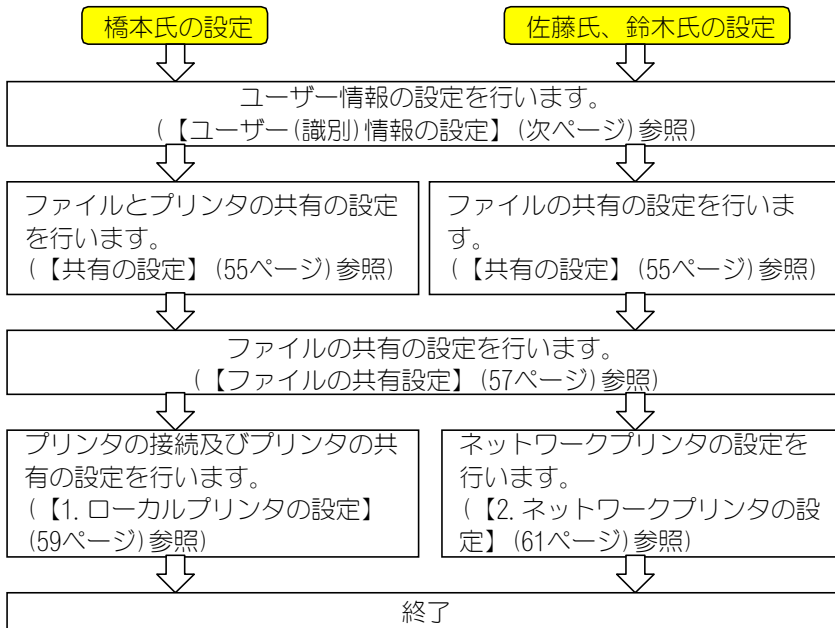 橋本氏の設定
佐藤氏、鈴木氏の設定
ユーザー情報の設定を行います。
(【ユーザー(識別)情報の設定】(次ページ)参照)
ファイルとプリンタの共有の設定
を行います。
(【共有の設定】(55ページ)参照)
ファイルの共有の設定を行いま
す。
(【共有の設定】(55ページ)参照)
ファイルの共有の設定を行います。
(【ファイルの共有設定】(57ページ)参照)
プリンタの接続及びプリンタの共
有の設定を行います。
(【1.ローカルプリンタの設定】
(59ページ)参照)
ネットワークプリンタの設定を
行います。
(【2.ネットワークプリンタの設
定】(61ページ)参照)
終了